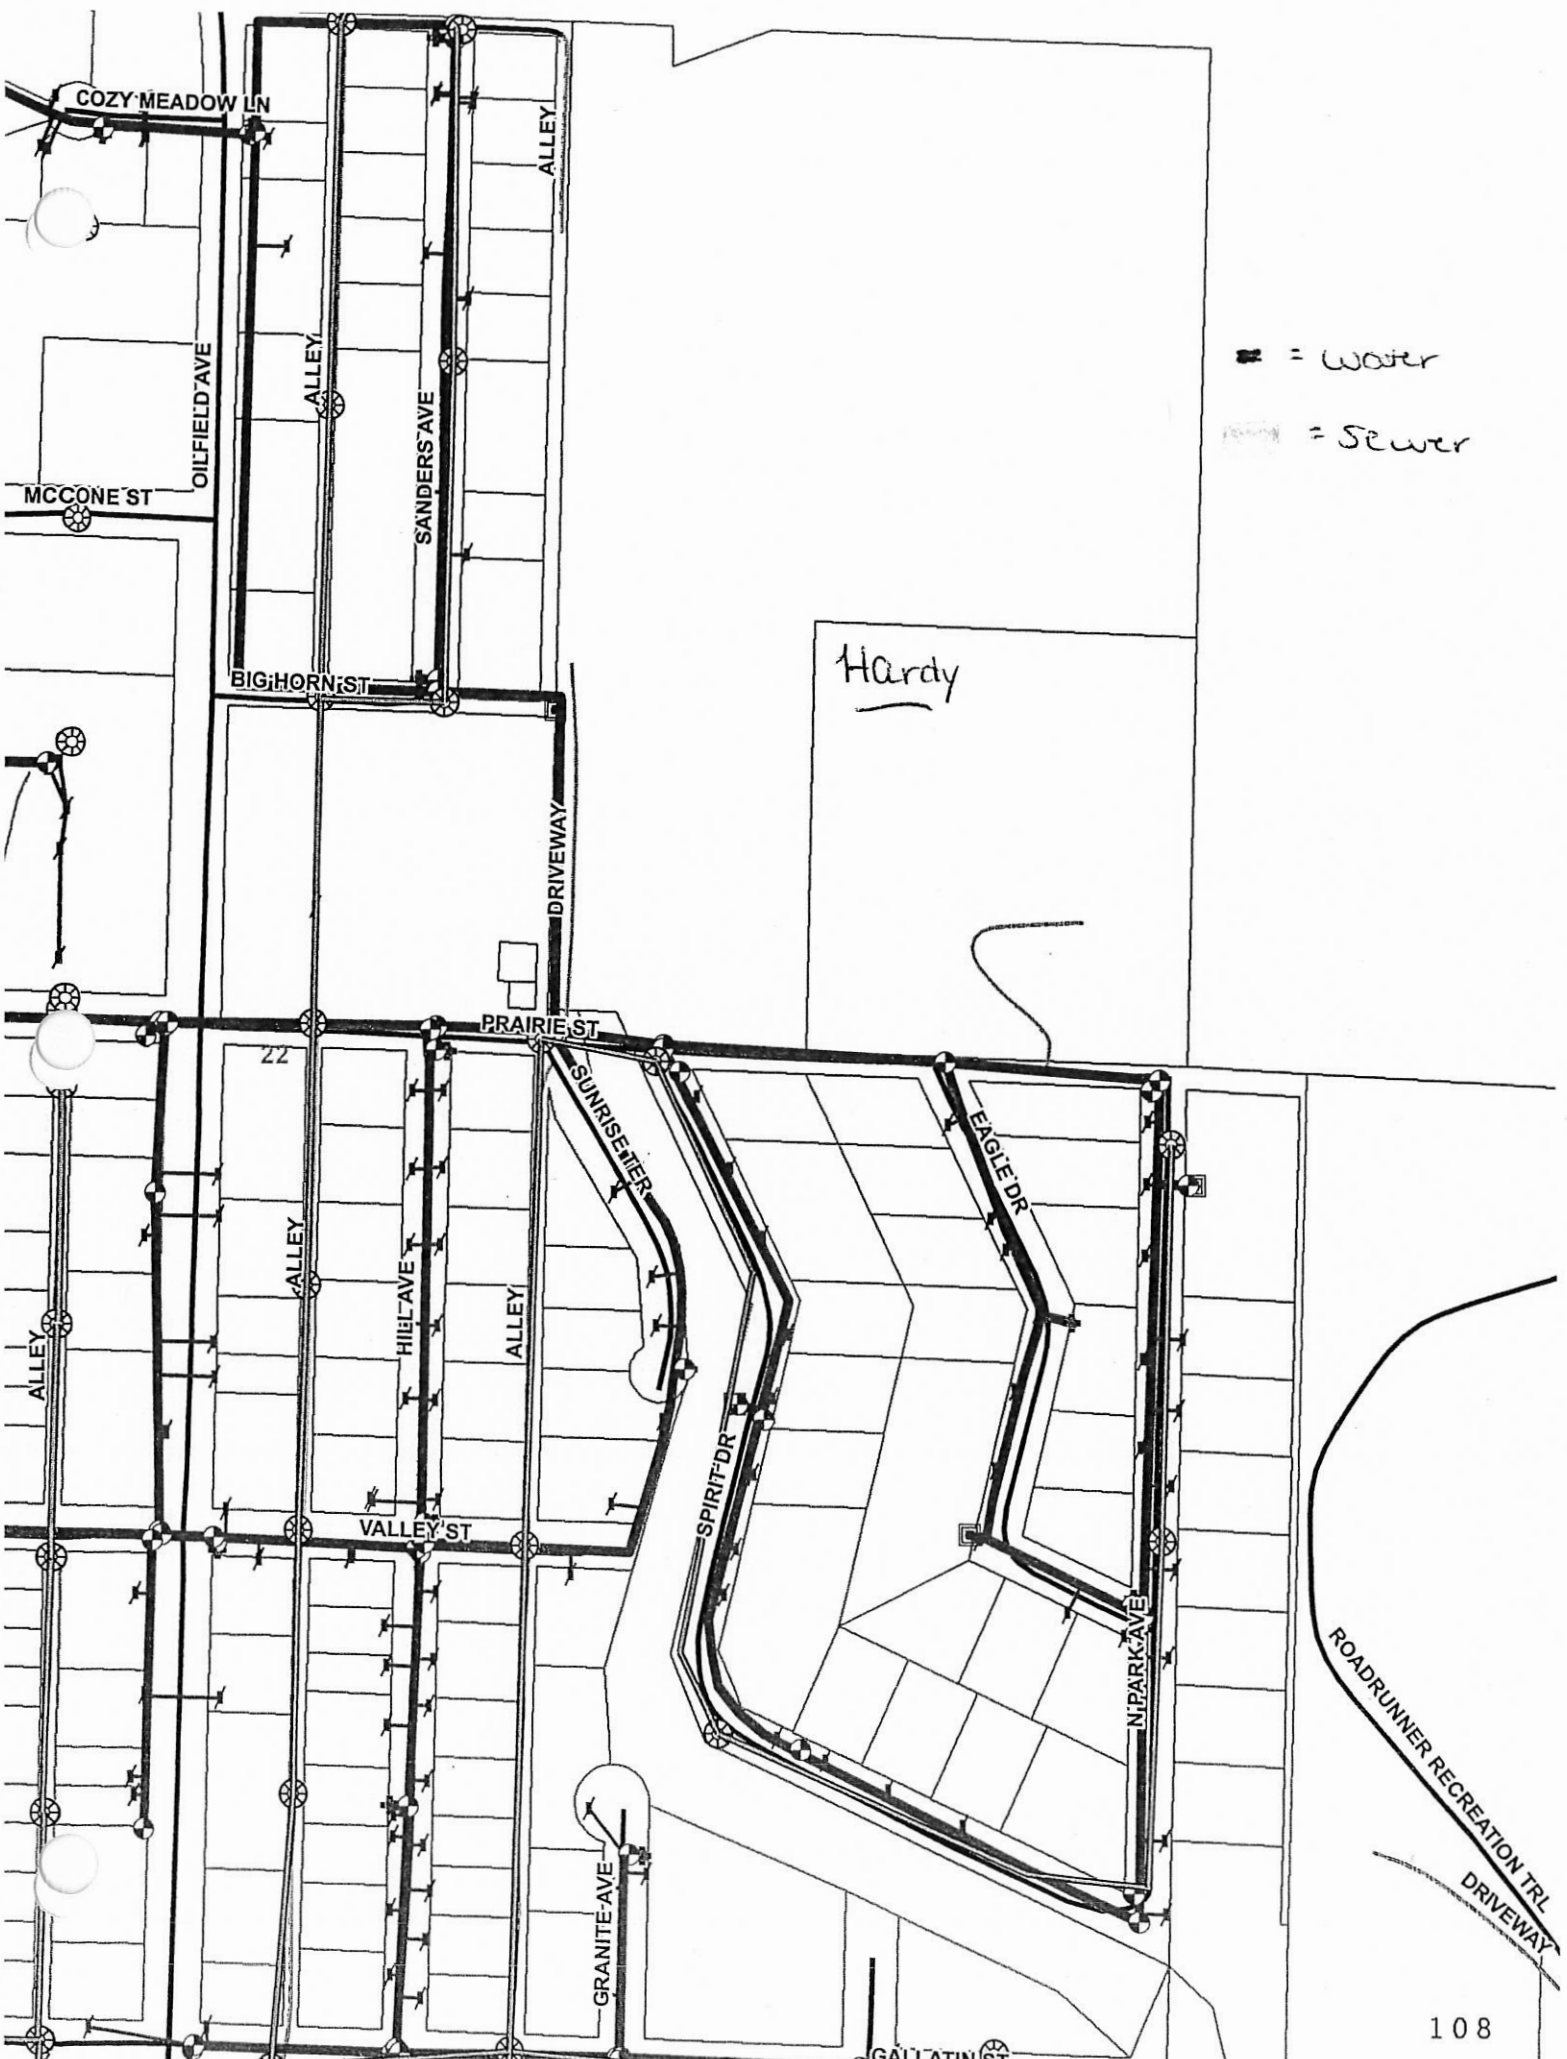 COZY MEADOW LN
ALLEY
= water
OILFIELD AVE
ALLEY
SANDERS AVE
= Sewer
MCCONE ST
BIG HORN ST
Hardy
DRIVEWAY
PRAIRIE ST
22
SUNRISE TER
EAGLE DR
ALLEY
HILL AVE
ALLEY
ALLEY
SPIRIT DR
VALLEY ST
N PARK AVE
ROADRUNNER RECREATION TRL
GRANITE AVE
DRIVEWAY
108
GALLATIN ST